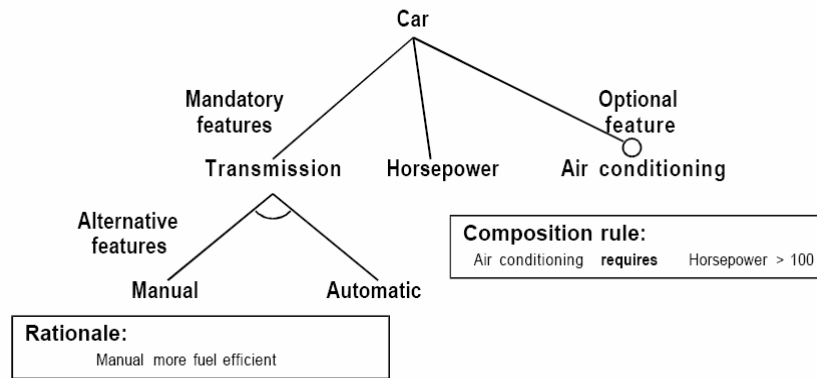 Car
Mandatory
features
Optional
feature
Transmission
Horsepower
Air conditioning
Alternative
features
Manual
Automatic
Composition rule:
Air conditioning requires Horsepower > 100
Rationale:
Manual more fuel efficient